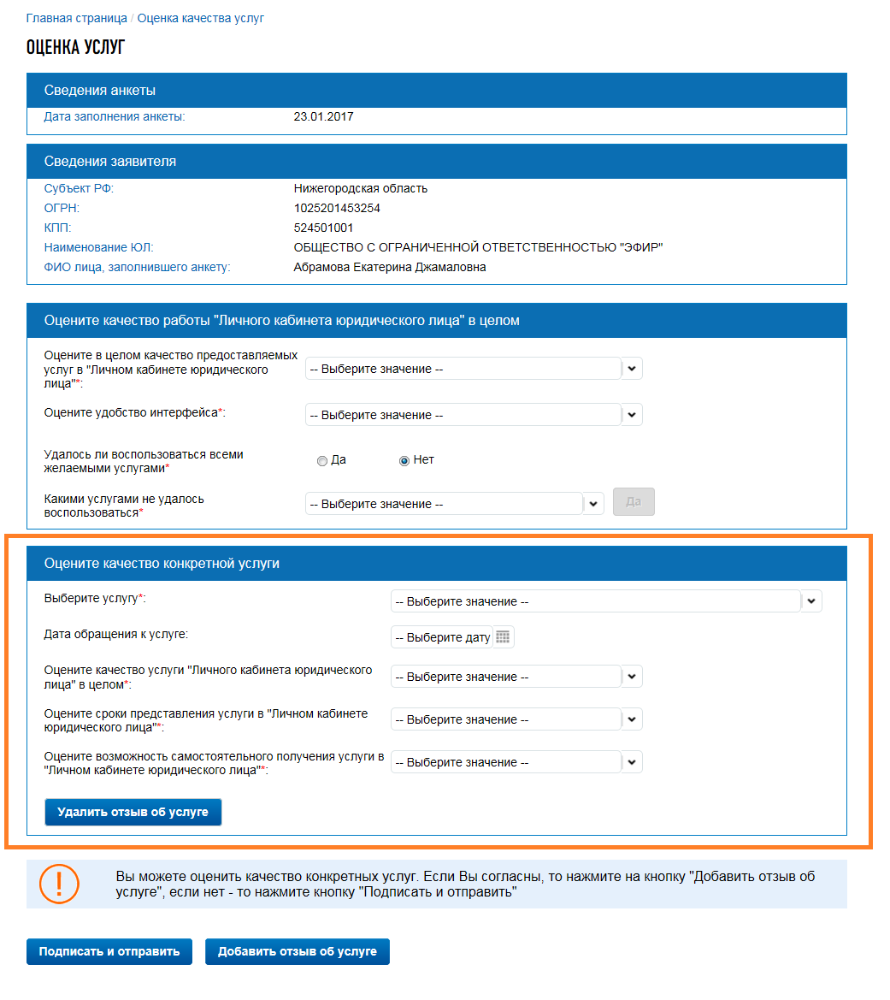 Главная страница / Оценка качества услуг
ОЦЕНКА УСЛУГ
Сведения анкеты
Дата заполнения анкеты: 23.01.2017
Сведения заявителя
Субъект РФ: Нижегородская область
ОГРН: 1025201453254
КПП: 524501001
Наименование ЮЛ: ОБЩЕСТВО С ОГРАНИЧЕННОЙ ОТВЕТСТВЕННОСТЬЮ "ЭФИР"
ФИО лица, заполнившего анкету: Абрамова Екатерина Джамаловна
Оцените качество работы "Личного кабинета юридического лица" в целом
Оцените в целом качество предоставляемых
услуг в "Личном кабинете юридического
лица"*:
-- Выберите значение --
Оцените удобство интерфейса*: -- Выберите значение --
Удалось ли воспользоваться всеми
желаемыми услугами*
Да Нет
Какими услугами не удалось
воспользоваться*
-- Выберите значение -- Да
Оцените качество конкретной услуги
Выберите услугу*: -- Выберите значение --
Дата обращения к услуге: -- Выберите дату
Оцените качество услуги "Личного кабинета юридического
лица" в целом*:
-- Выберите значение --
Оцените сроки представления услуги в "Личном кабинете
юридического лица"*:
-- Выберите значение --
Оцените возможность самостоятельного получения услуги в
"Личном кабинете юридического лица"*:
-- Выберите значение --
Удалить отзыв об услуге
!
Вы можете оценить качество конкретных услуг. Если Вы согласны, то нажмите на кнопку "Добавить отзыв об
услуге", если нет - то нажмите кнопку "Подписать и отправить"
Подписать и отправить Добавить отзыв об услуге